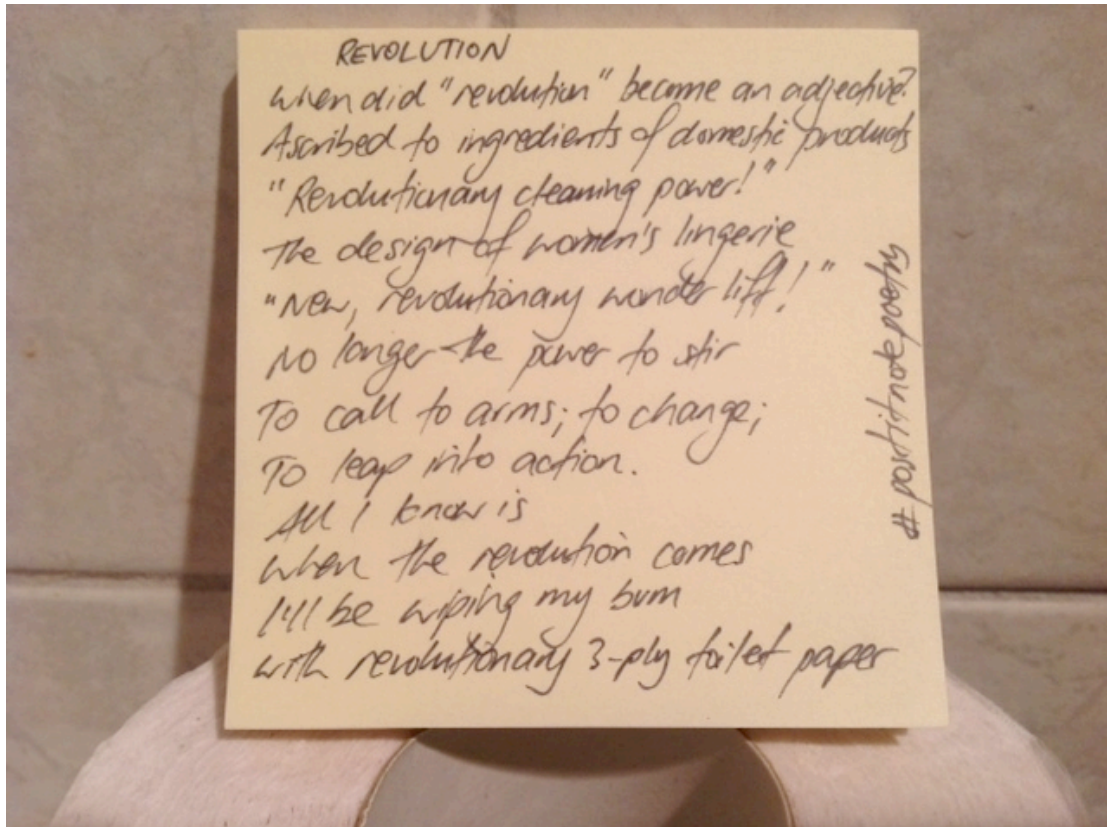 REVOLUTION
When did "revolution" become an adjective?
Ascribed to ingredients of domestic products
"Revolutionary cleaning power!"
The design of women's lingerie
"New, revolutionary wonder lift!"
No longer the power to stir
To call to arms; to change;
To leap into action.
All I know is
When the revolution comes
I'll be wiping my bum
With revolutionary 3-ply toilet paper
#postitnotepoetry